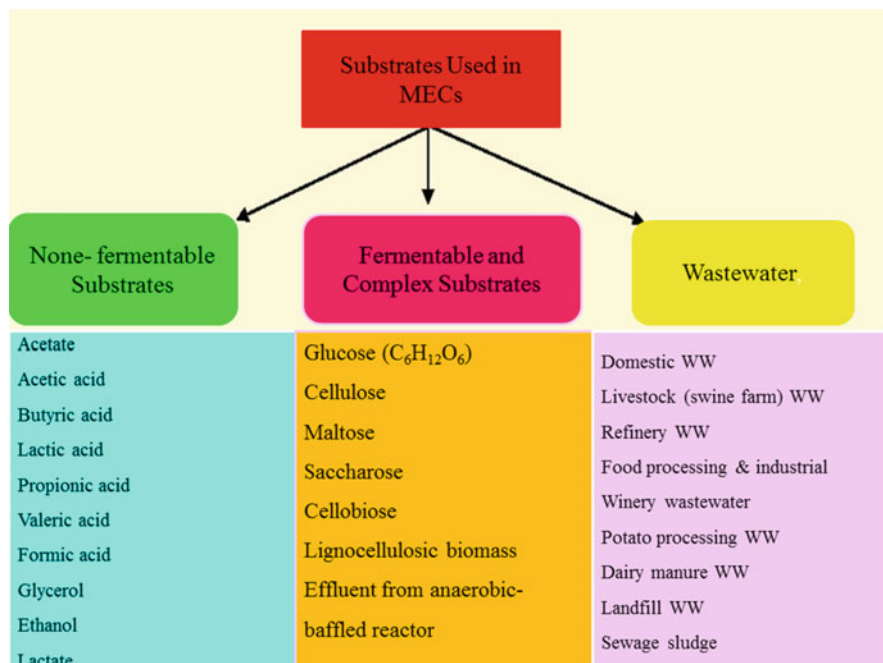 Substrates Used in
MECs
None- fermentable
Substrates
Fermentable and
Complex Substrates
Wastewater
Acetate
Acetic acid
Butyric acid
Lactic acid
Propionic acid
Valeric acid
Formic acid
Glycerol
Ethanol
Lactate
Glucose (C₆H₁₂O₆)
Cellulose
Maltose
Saccharose
Cellobiose
Lignocellulosic biomass
Effluent from anaerobic-
baffled reactor
Domestic WW
Livestock (swine farm) WW
Refinery WW
Food processing & industrial
Winery wastewater
Potato processing WW
Dairy manure WW
Landfill WW
Sewage sludge